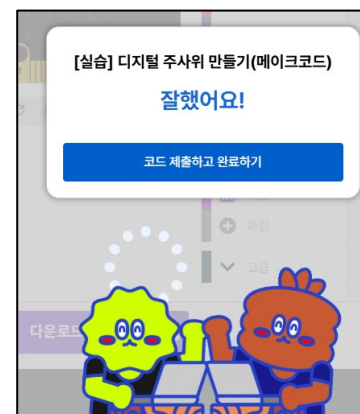 [실습] 디지털 주사위 만들기(메이크코드)
잘했어요!
코드 제출하고 완료하기
확장
고급
다운로드